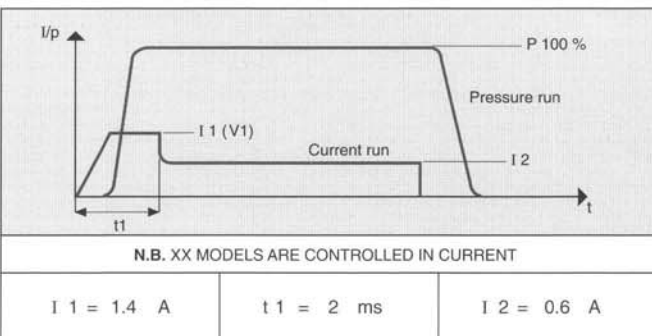 I/p
P 100 %
Pressure run
I 1 (V1)
Current run
I 2
t
t1
N.B. XX MODELS ARE CONTROLLED IN CURRENT
I 1 = 1.4 A
t 1 = 2 ms
I 2 = 0.6 A